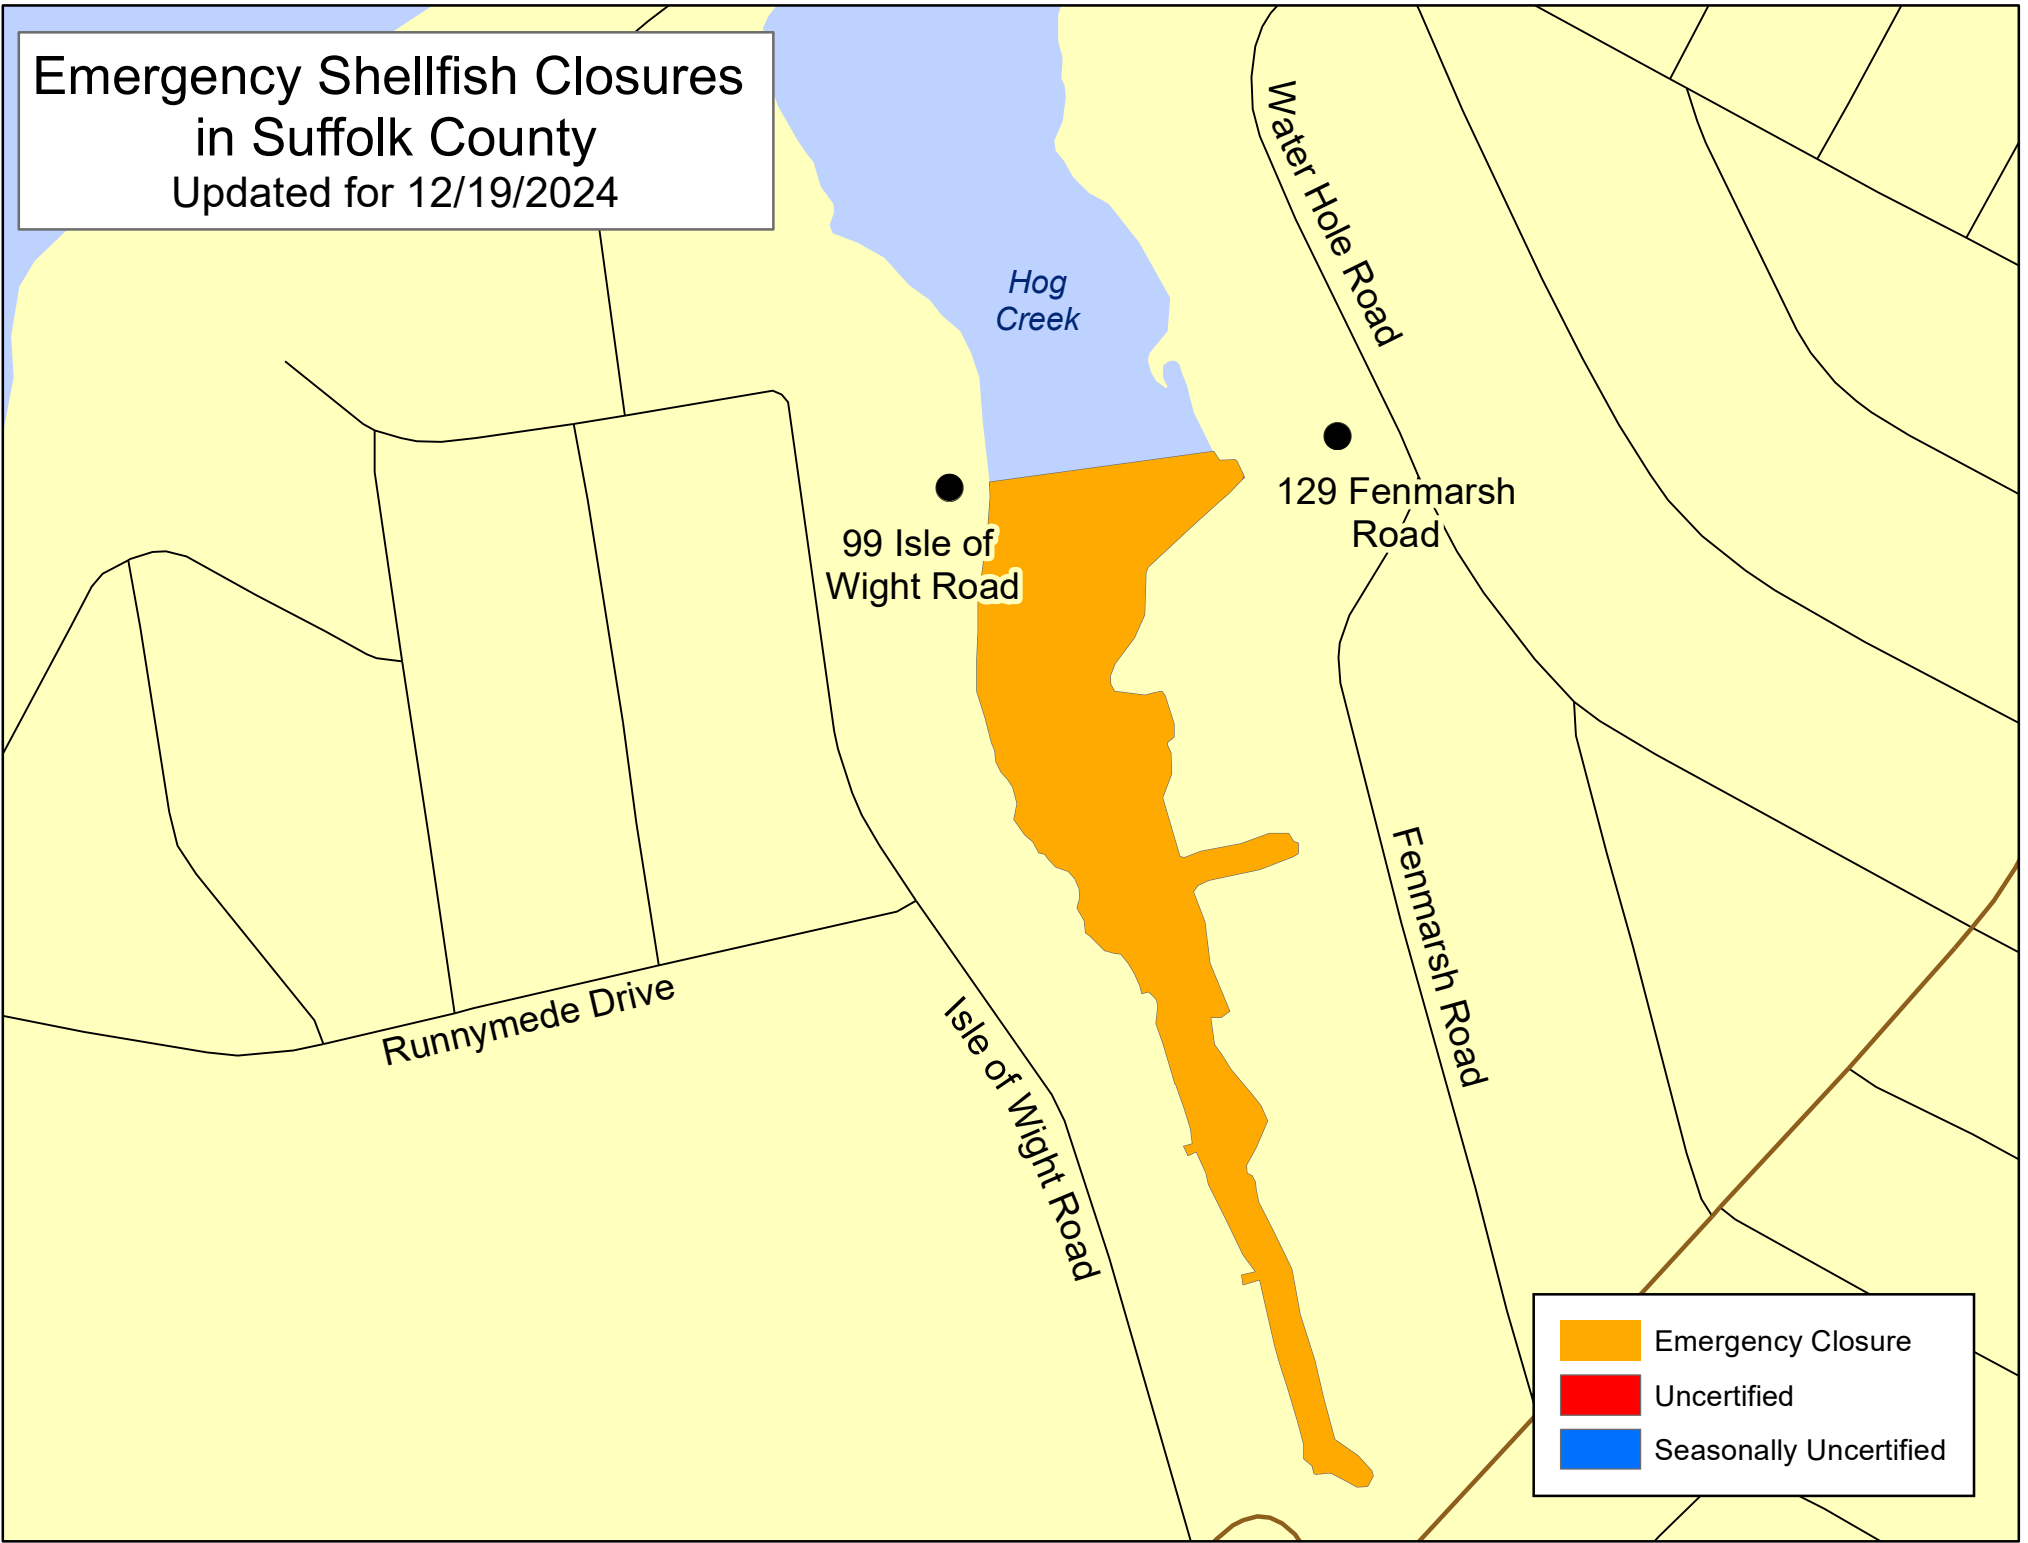 Emergency Shellfish Closures
in Suffolk County
Updated for 12/19/2024
Water Hole Road
Hog
Creek
129 Fenmarsh
Road
99 Isle of
Wight Road
Fenmarsh Road
Runnymede Drive
Isle of Wight Road
Emergency Closure
Uncertified
Seasonally Uncertified